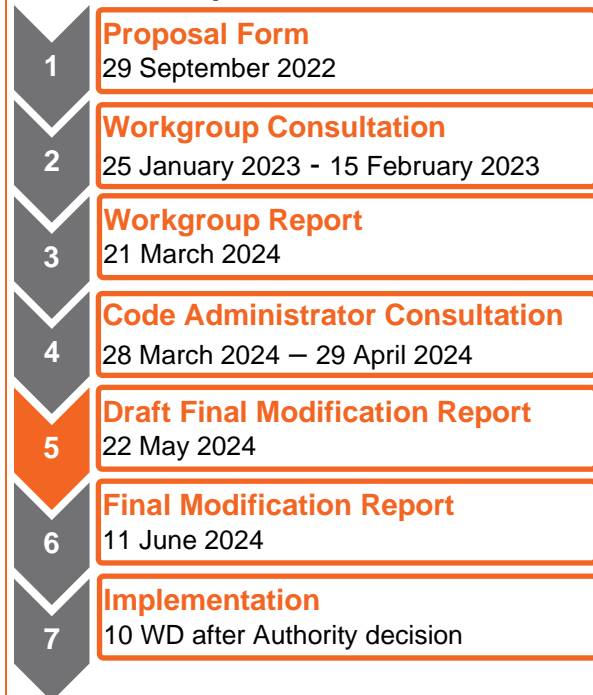 1
Proposal Form
29 September 2022
2
Workgroup Consultation
25 January 2023 - 15 February 2023
3
Workgroup Report
21 March 2024
4
Code Administrator Consultation
28 March 2024 – 29 April 2024
5
Draft Final Modification Report
22 May 2024
6
Final Modification Report
11 June 2024
7
Implementation
10 WD after Authority decision